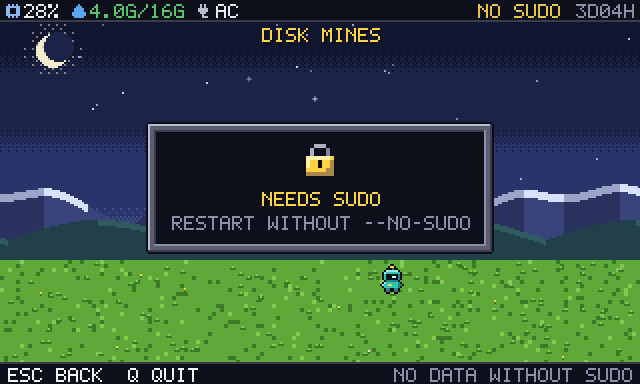 28% 4.0G/16G AC NO SUDO 3D04H
DISK MINES
NEEDS SUDO
RESTART WITHOUT --NO-SUDO
ESC BACK Q QUIT NO DATA WITHOUT SUDO